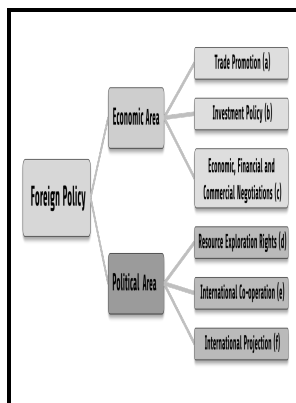 Foreign Policy
Economic Area
Trade Promotion (a)
Investment Policy (b)
Economic, Financial and
Commercial Negotiations (c)
Political Area
Resource Exploration Rights (d)
International Co-operation (e)
International Projection (f)